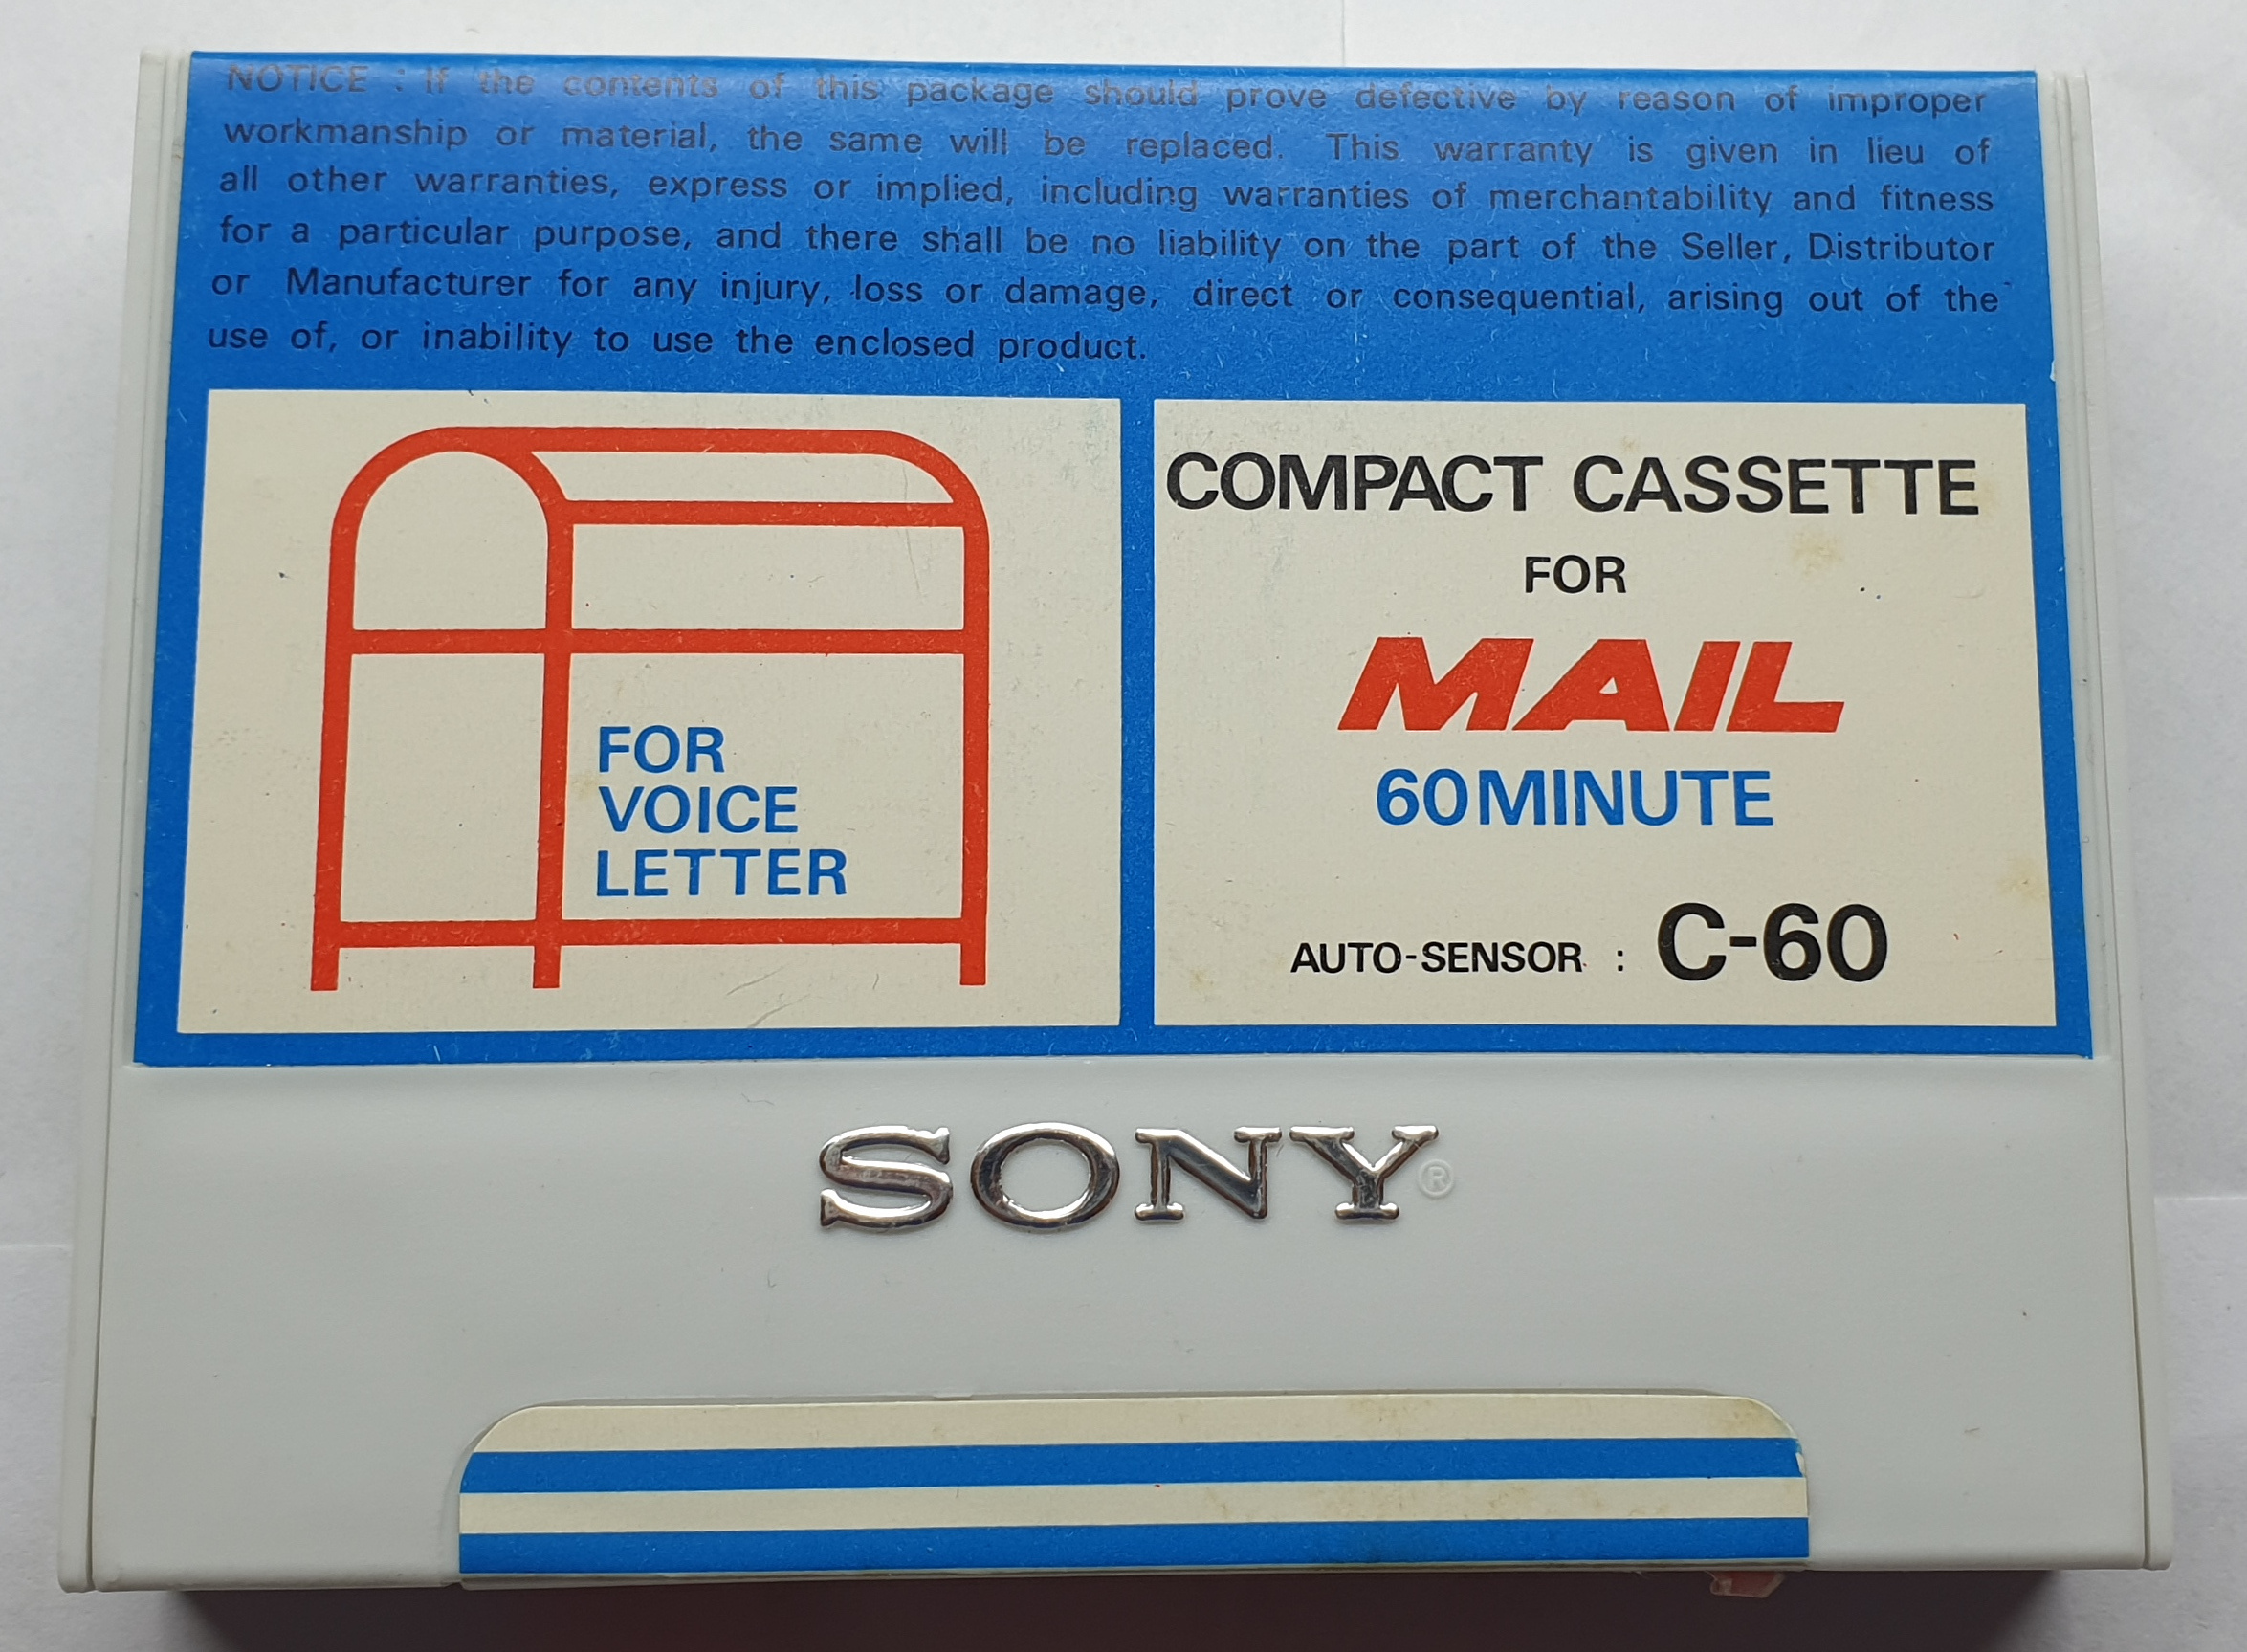 NOTICE : If the contents of this package should prove defective by reason of improper
workmanship or material, the same will be replaced. This warranty is given in lieu of
all other warranties, express or implied, including warranties of merchantability and fitness
for a particular purpose, and there shall be no liability on the part of the Seller, Distributor
or Manufacturer for any injury, loss or damage, direct or consequential, arising out of the
use of, or inability to use the enclosed product.
FOR
VOICE
LETTER
COMPACT CASSETTE
FOR
MAIL
60MINUTE
AUTO-SENSOR : C-60
SONY®